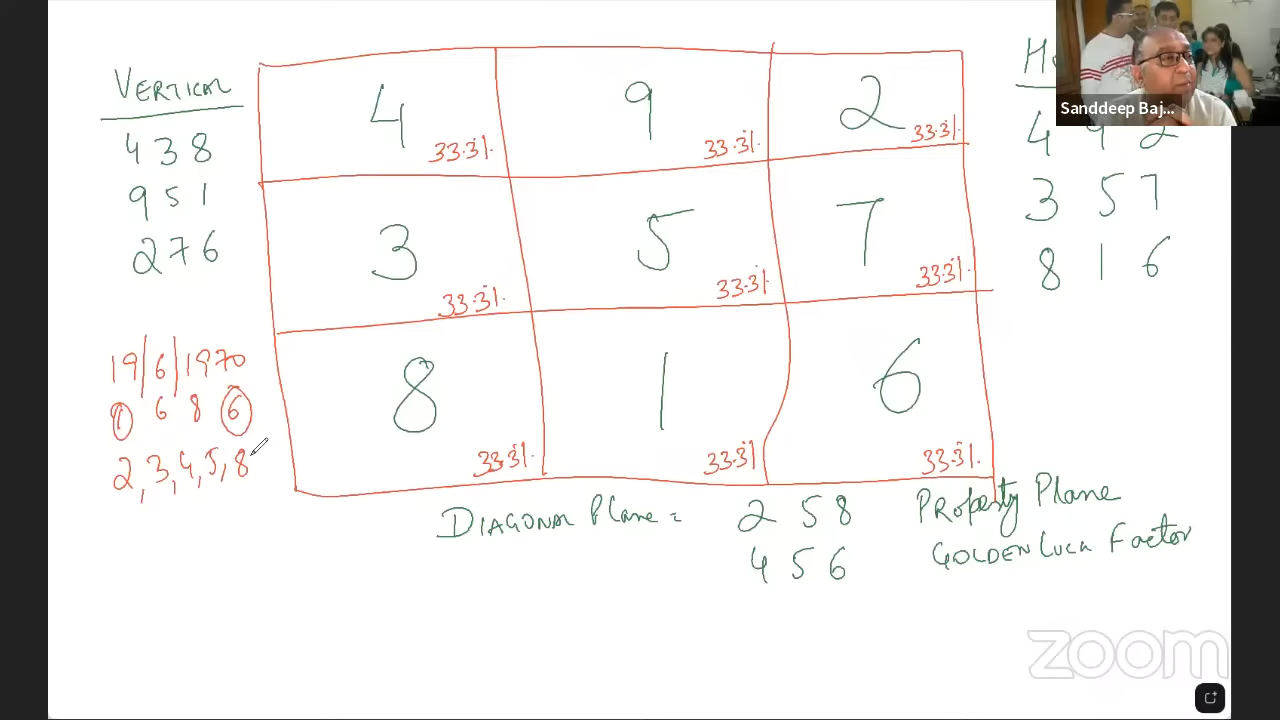 VERTICAL
4 3 8
9 5 1
2 7 6
4 9 2
33.3%. 33.3%. 33.3%.
3 5 7
33.3%. 33.3%. 33.3%.
8 1 6
33.3%. 33.3% 33.3%.
Sanddeep Baj...
4 9 2
3 5 7
8 1 6
19/6/1970
1 6 8 6
2, 3, 4, 5, 8
DIAGONAL Plane = 2 5 8 PROPERTY Plane
4 5 6 GOLDEN LUCK Factor
zoom